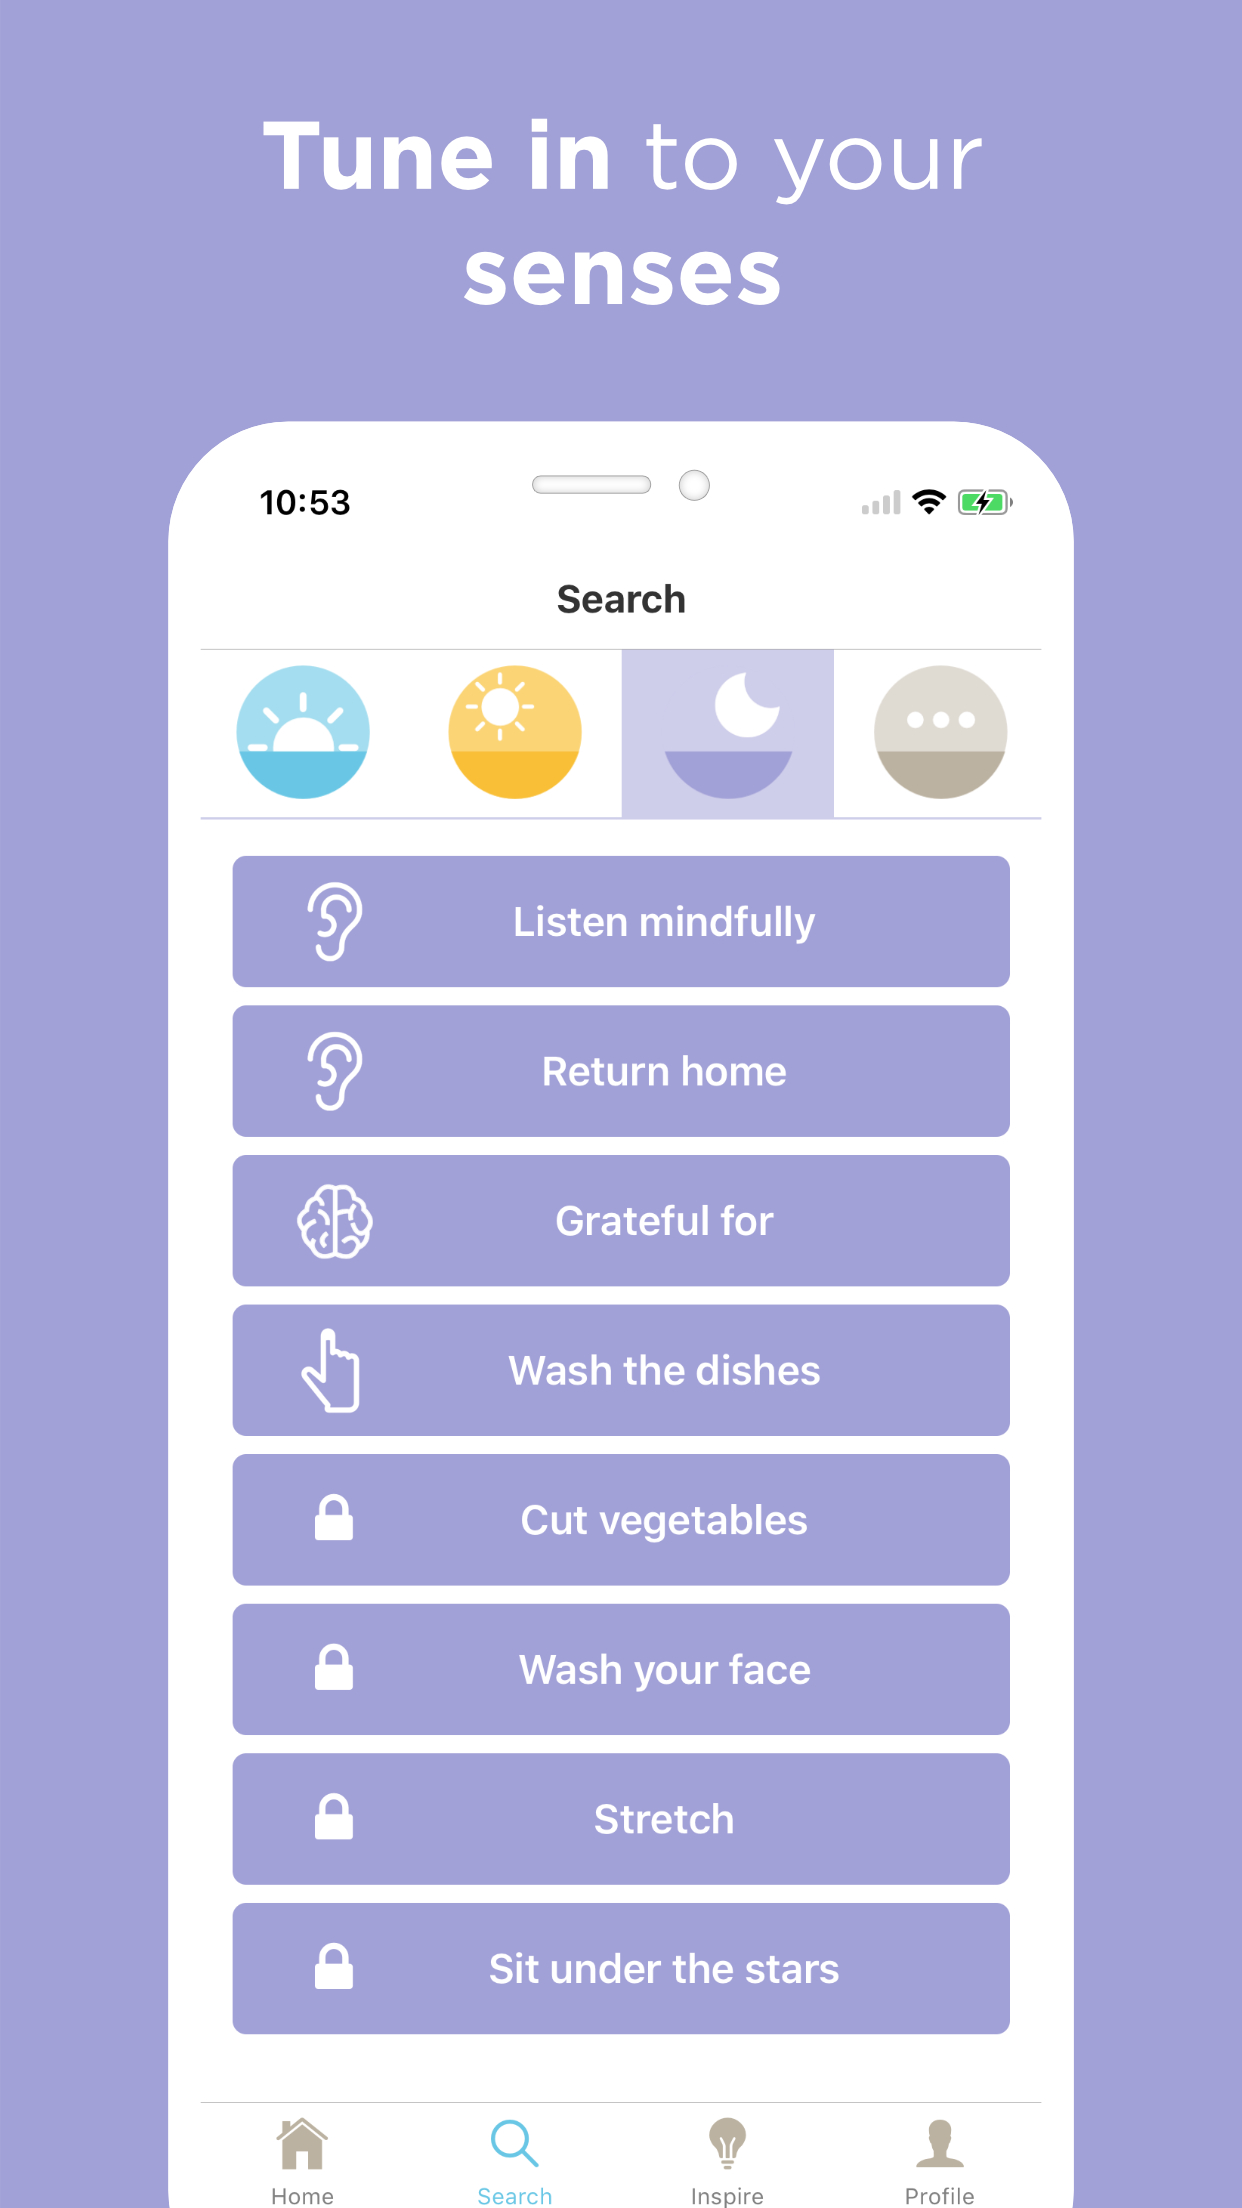 Tune in to your
senses
10:53
Search
Listen mindfully
Return home
Grateful for
Wash the dishes
Cut vegetables
Wash your face
Stretch
Sit under the stars
Home
Search
Inspire
Profile